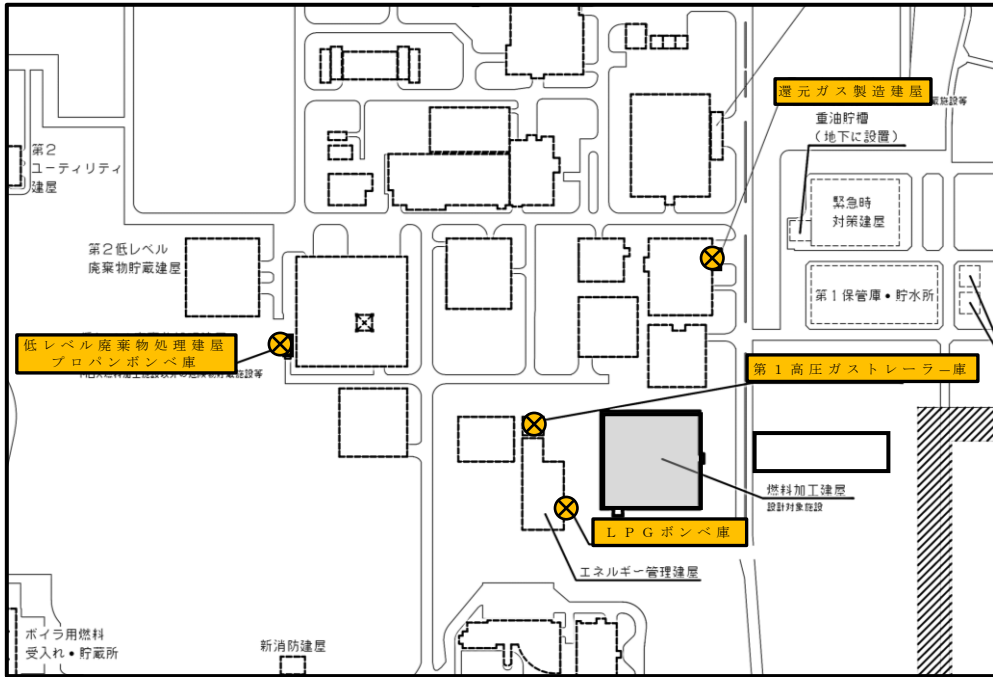 還元ガス製造建屋
蔵施設等
重油貯槽
（地下に設置）
第2
ユーティリティ
建屋
緊急時
対策建屋
第2低レベル
廃棄物貯蔵建屋
第1保管庫・貯水所
低レベル廃棄物処理建屋
プロパンボンベ庫
第1高圧ガストレーラー庫
燃料加工建屋
設計対象施設
LPGボンベ庫
エネルギー管理建屋
ボイラ用燃料
受入れ・貯蔵所
新消防建屋